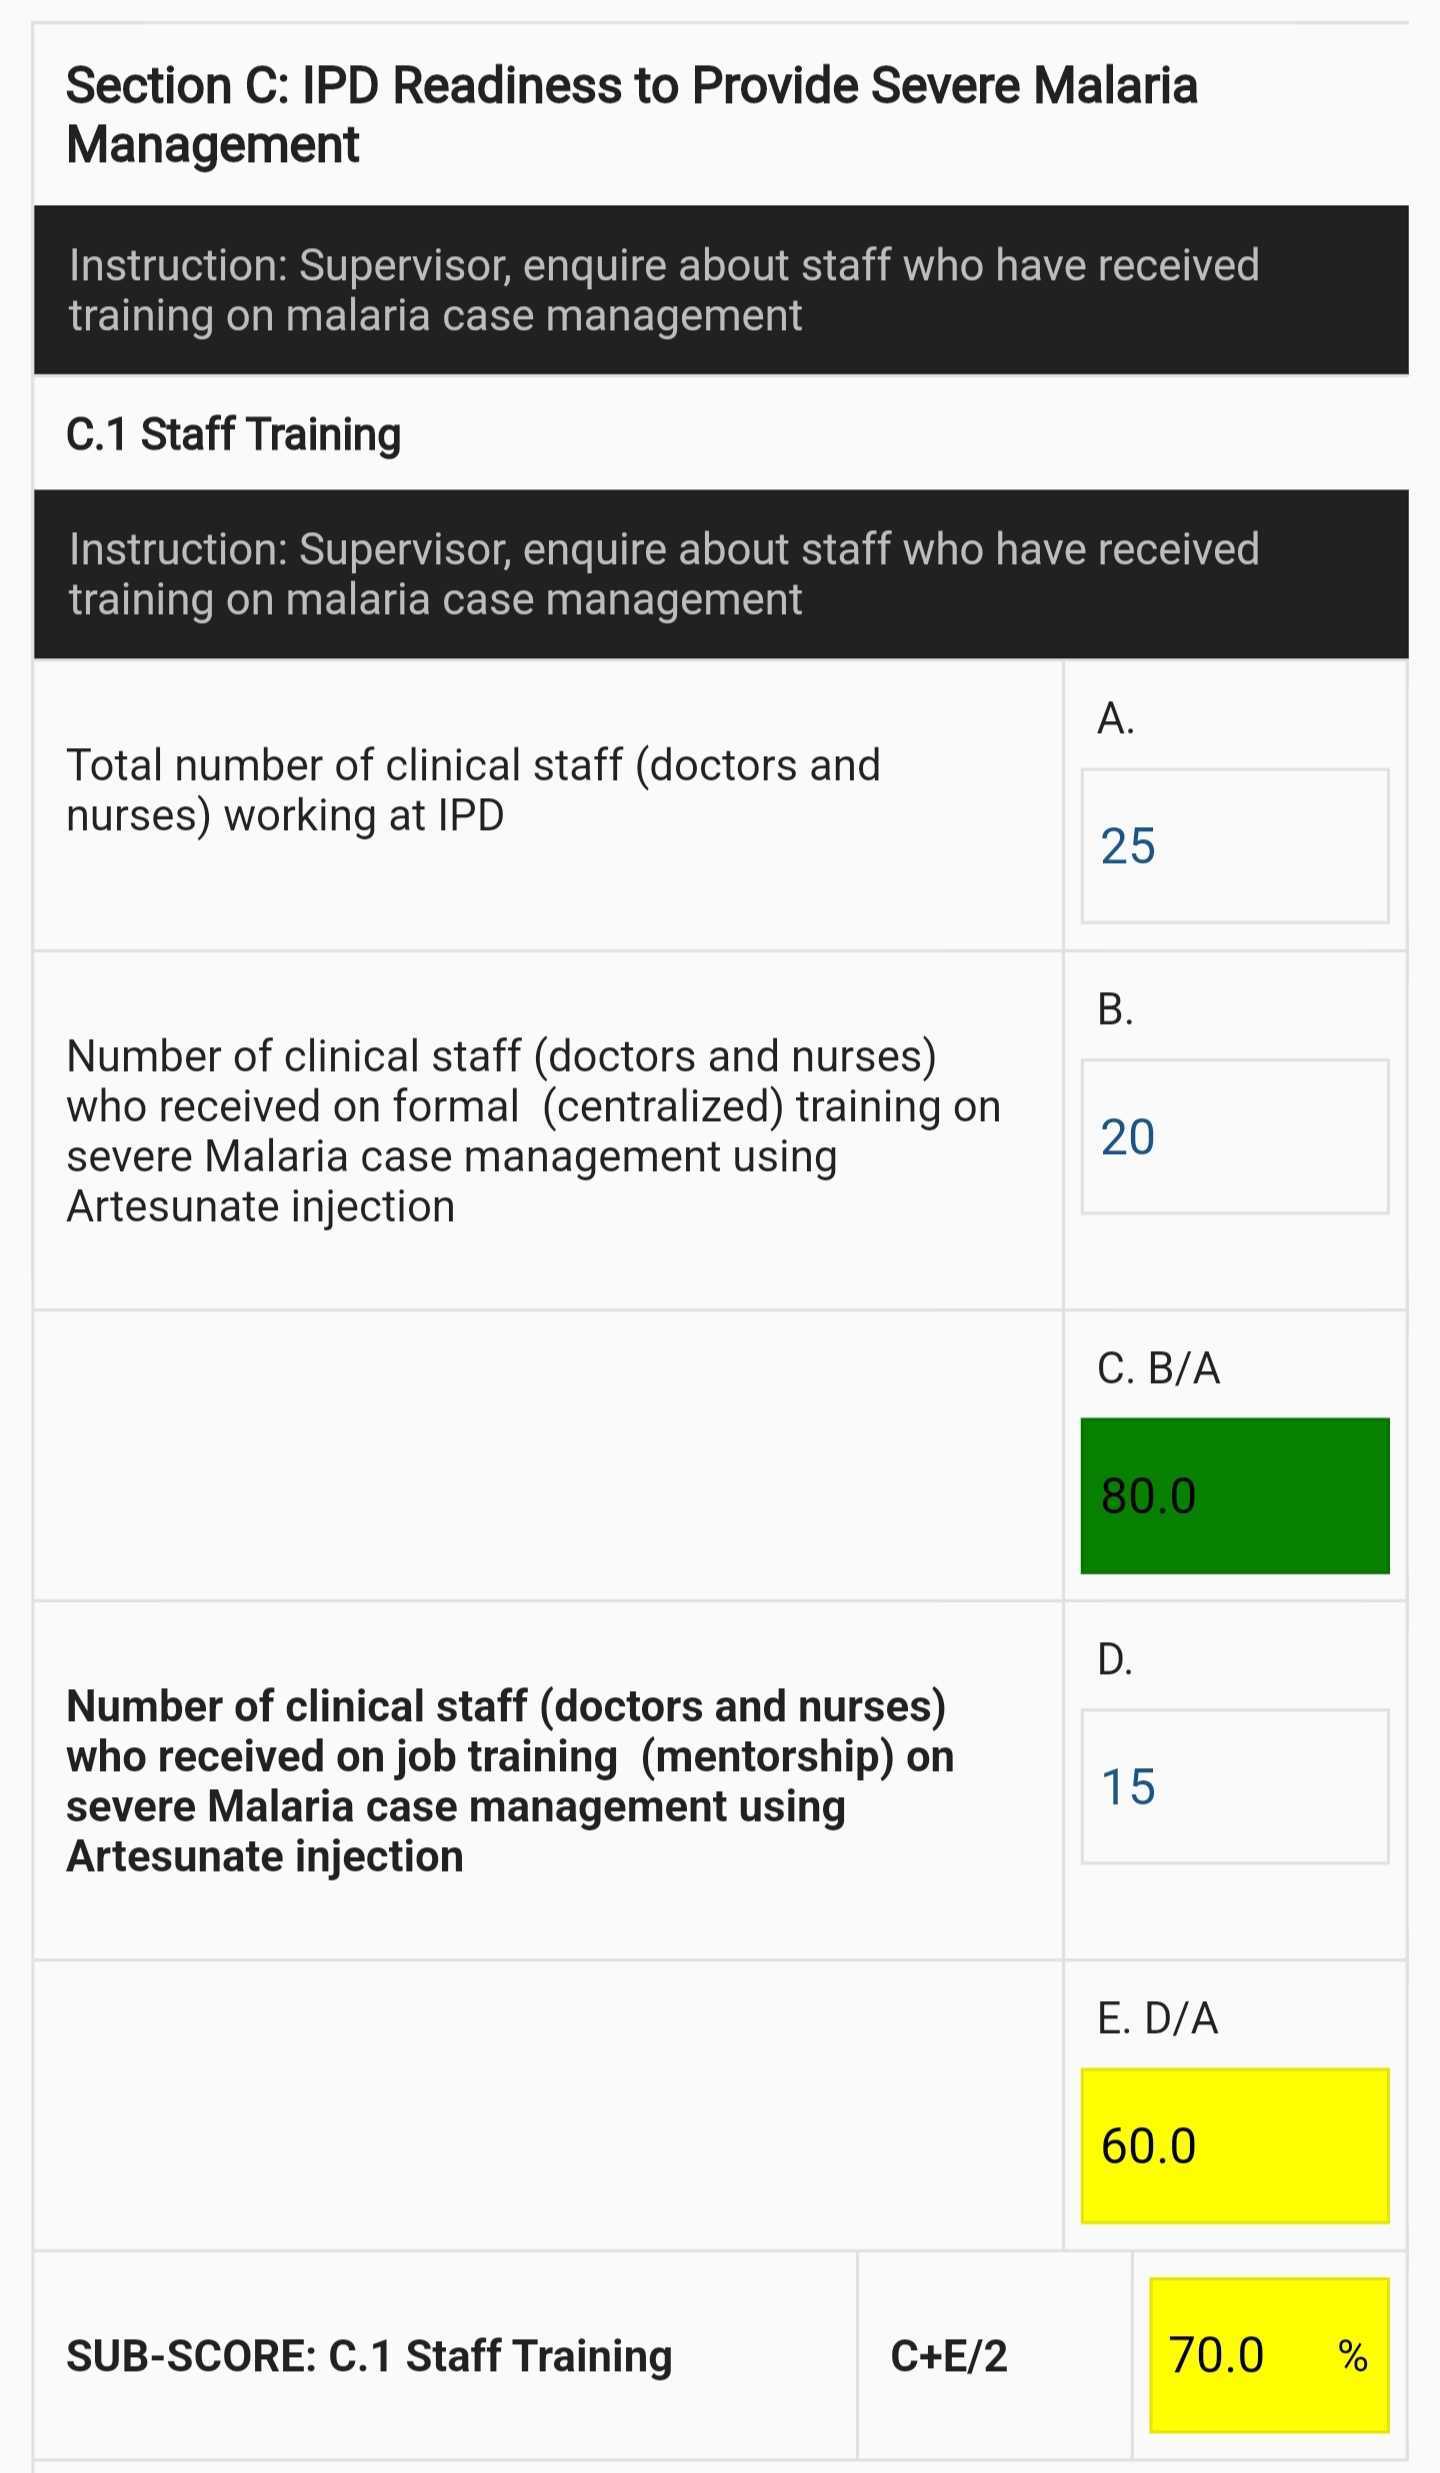 Section C: IPD Readiness to Provide Severe Malaria
Management
Instruction: Supervisor, enquire about staff who have received
training on malaria case management
C.1 Staff Training
Instruction: Supervisor, enquire about staff who have received
training on malaria case management
Total number of clinical staff (doctors and
nurses) working at IPD
A.
25
Number of clinical staff (doctors and nurses)
who received on formal  (centralized) training on
severe Malaria case management using
Artesunate injection
B.
20
C. B/A
80.0
Number of clinical staff (doctors and nurses)
who received on job training  (mentorship) on
severe Malaria case management using
Artesunate injection
D.
15
E. D/A
60.0
SUB-SCORE: C.1 Staff Training
C+E/2
70.0 %